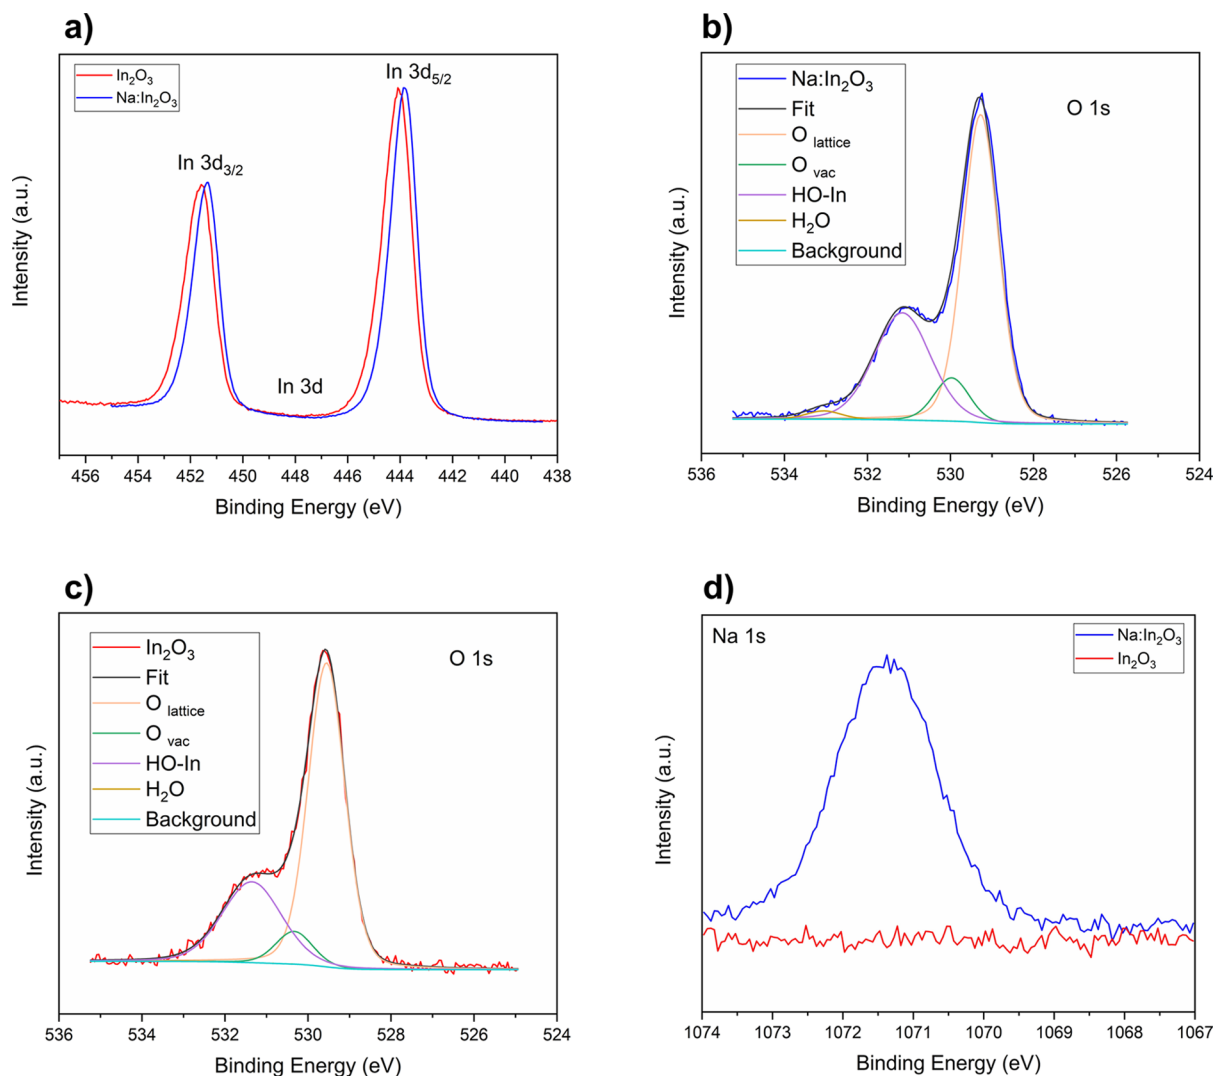 a)
In₂O₃
Na:In₂O₃
In 3d₅/₂
In 3d₃/₂
In 3d
Intensity (a.u.)
456 454 452 450 448 446 444 442 440 438
Binding Energy (eV)
b)
Na:In₂O₃
Fit
O lattice
O vac
HO-In
H₂O
Background
O 1s
Intensity (a.u.)
536 534 532 530 528 526 524
Binding Energy (eV)
c)
In₂O₃
Fit
O lattice
O vac
HO-In
H₂O
Background
O 1s
Intensity (a.u.)
536 534 532 530 528 526 524
Binding Energy (eV)
d)
Na 1s
Na:In₂O₃
In₂O₃
Intensity (a.u.)
1074 1073 1072 1071 1070 1069 1068 1067
Binding Energy (eV)